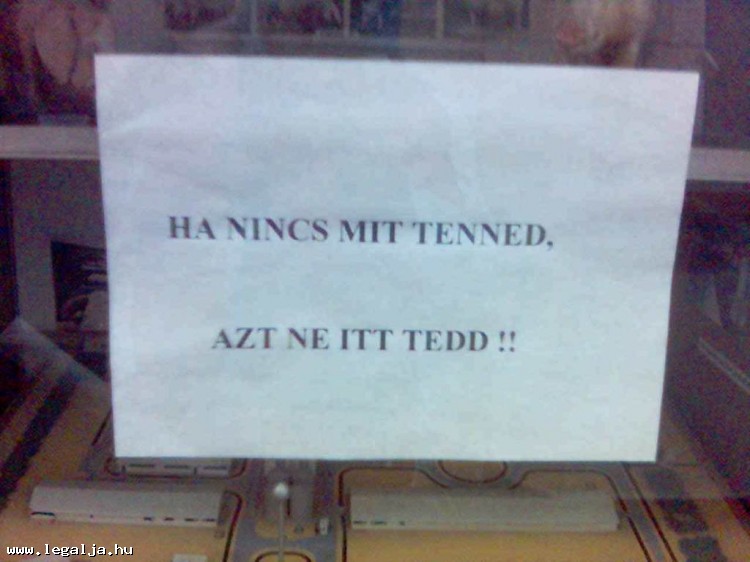 HA NINCS MIT TENNED,
AZT NE ITT TEDD !!
www.legalja.hu